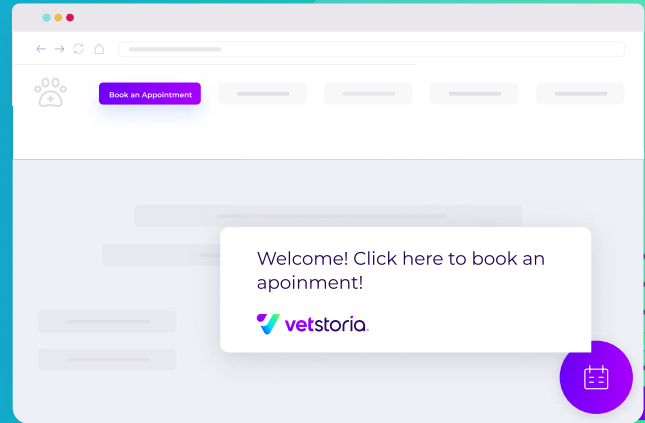 Book an Appointment
Welcome! Click here to book an
apoinment!
vetstoria